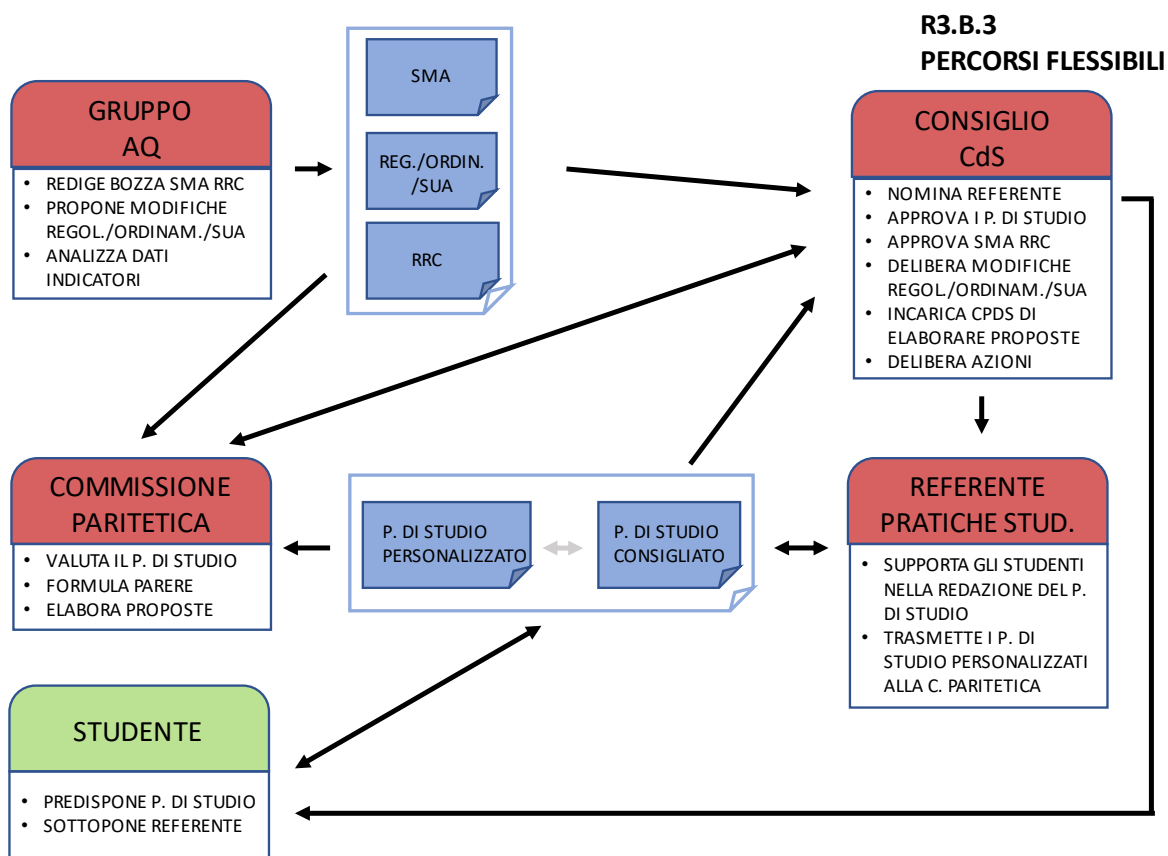 R3.B.3
PERCORSI FLESSIBILI
GRUPPO
AQ
• REDIGE BOZZA SMA RRC
• PROPONE MODIFICHE
REGOL./ORDINAM./SUA
• ANALIZZA DATI
INDICATORI
SMA
REG./ORDIN.
/SUA
RRC
CONSIGLIO
CdS
• NOMINA REFERENTE
• APPROVA I P. DI STUDIO
• APPROVA SMA RRC
• DELIBERA MODIFICHE
REGOL./ORDINAM./SUA
• INCARICA CPDS DI
ELABORARE PROPOSTE
• DELIBERA AZIONI
COMMISSIONE
PARITETICA
• VALUTA IL P. DI STUDIO
• FORMULA PARERE
• ELABORA PROPOSTE
P. DI STUDIO
PERSONALIZZATO
P. DI STUDIO
CONSIGLIATO
REFERENTE
PRATICHE STUD.
• SUPPORTA GLI STUDENTI
NELLA REDAZIONE DEL P.
DI STUDIO
• TRASMETTE I P. DI
STUDIO PERSONALIZZATI
ALLA C. PARITETICA
STUDENTE
• PREDISPONE P. DI STUDIO
• SOTTOPONE REFERENTE